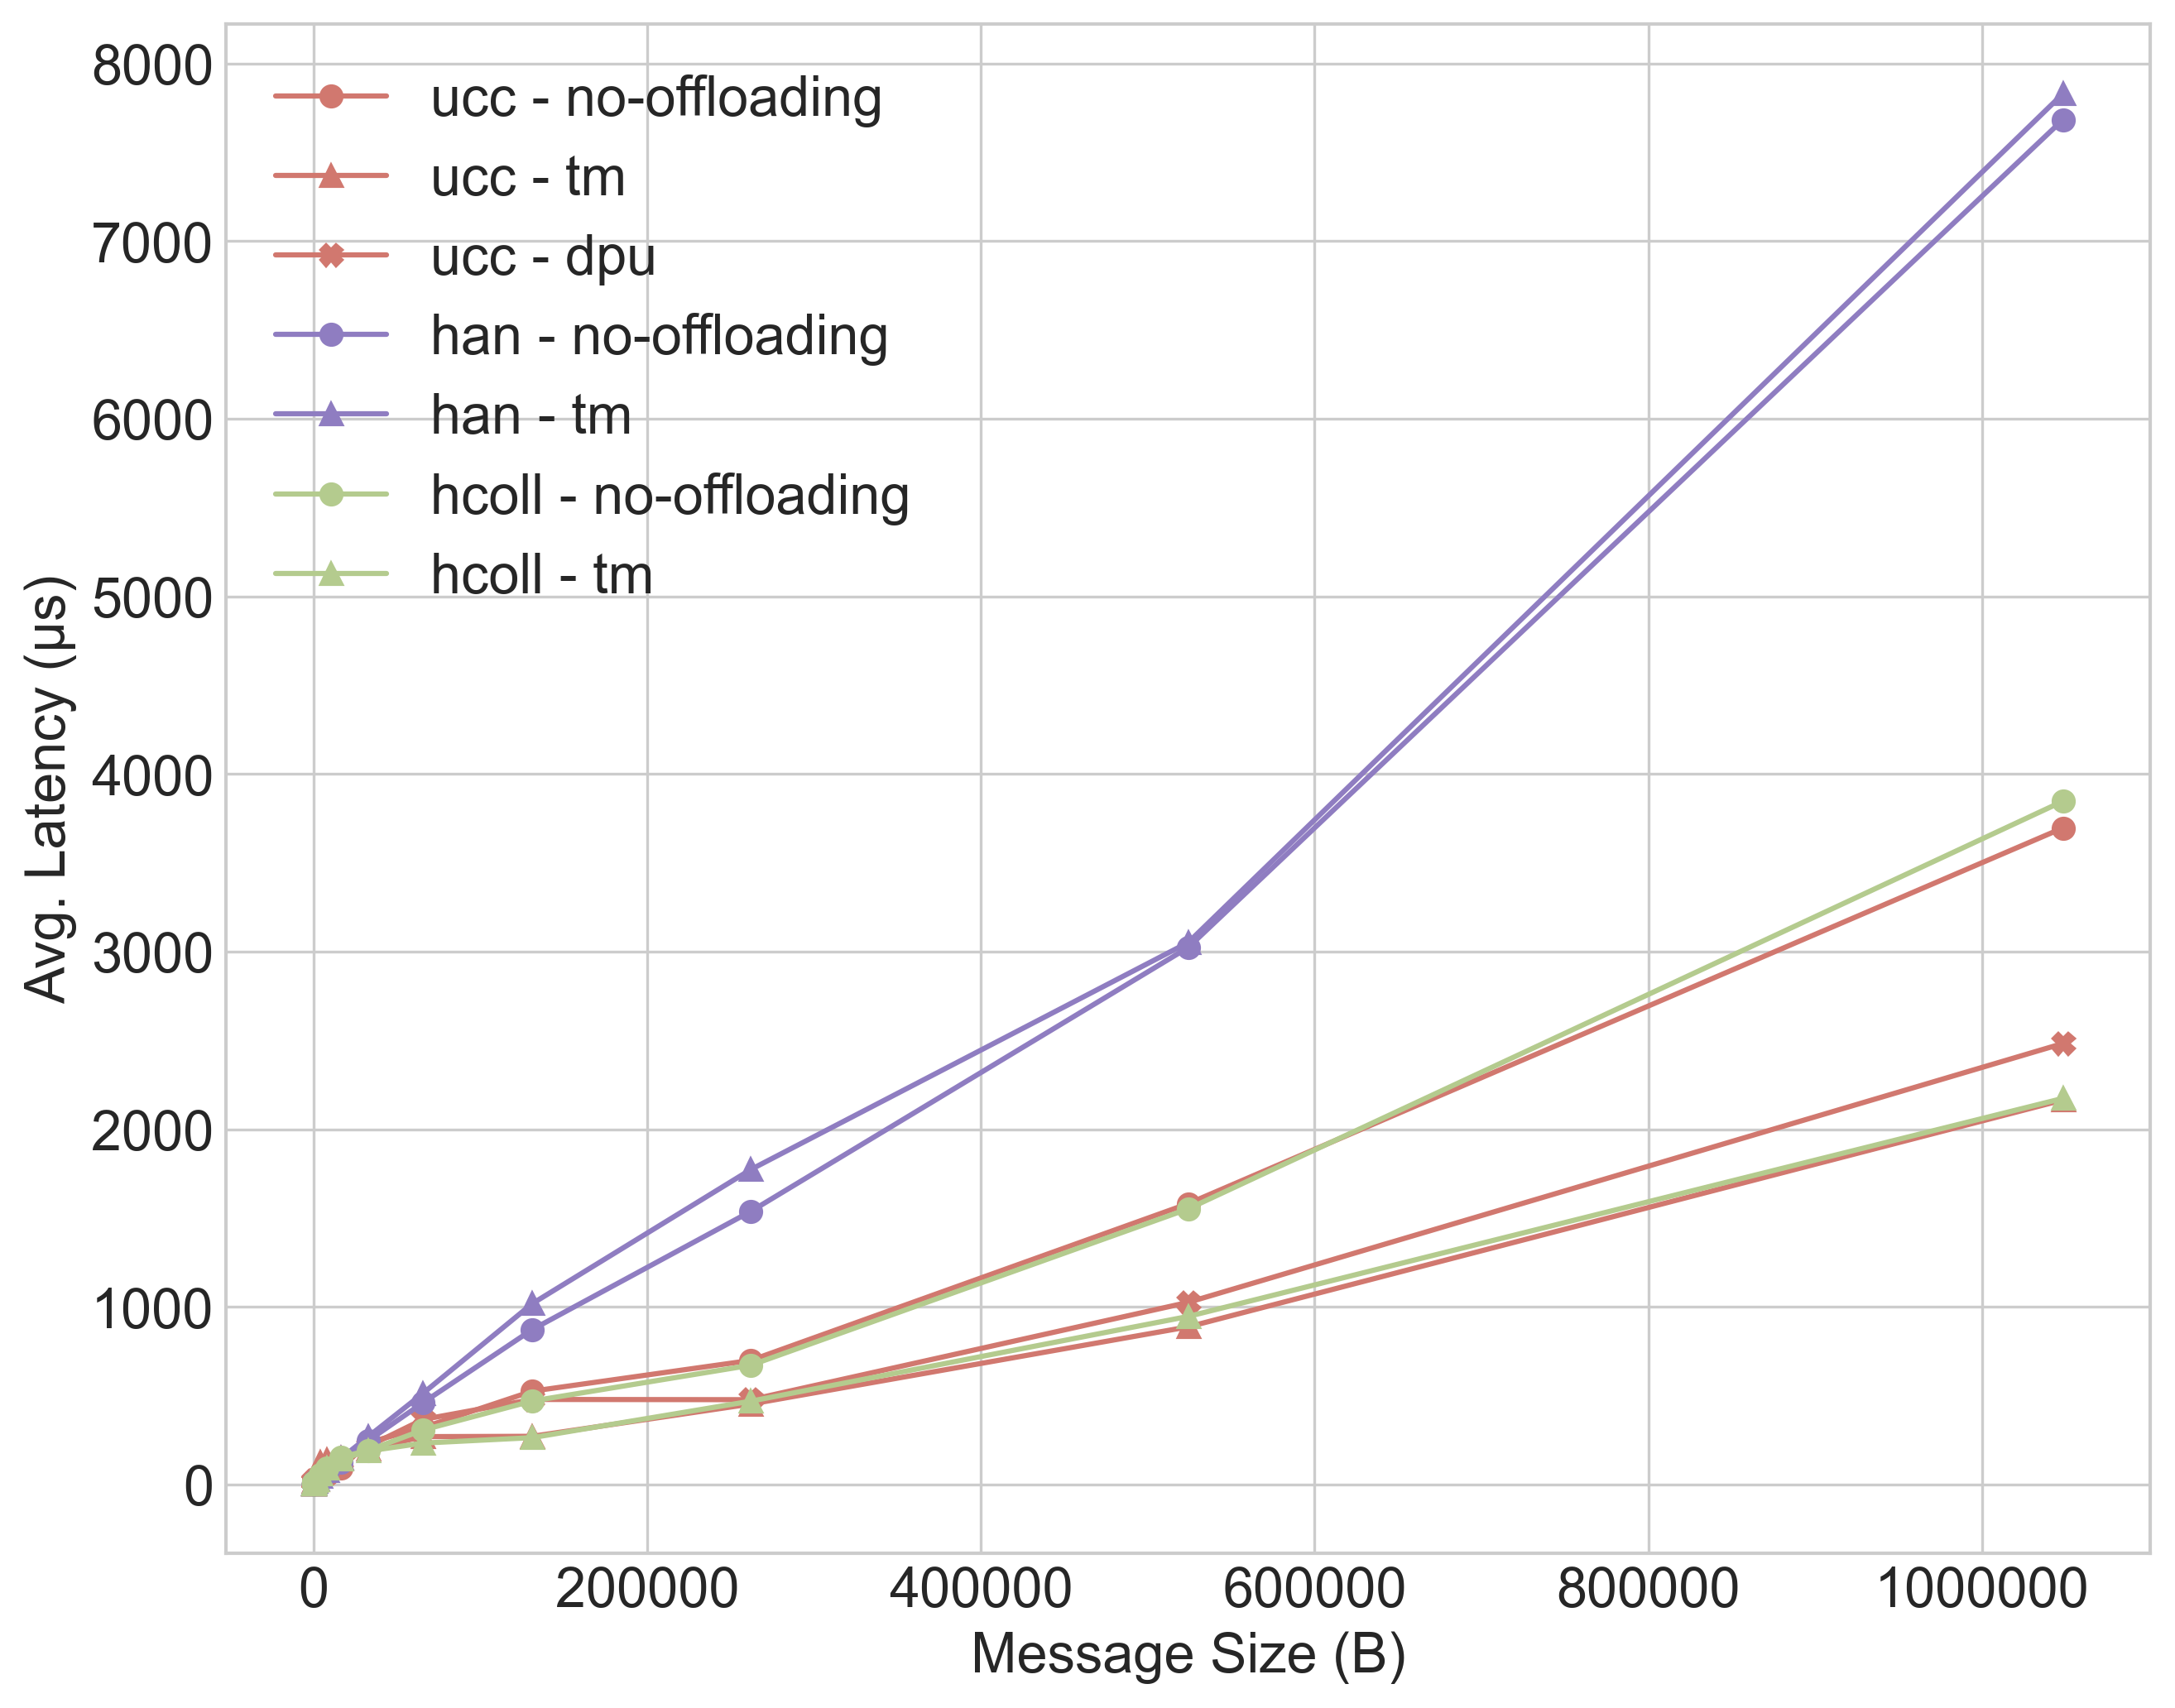 8000
7000
6000
5000
4000
3000
2000
1000
0
Avg. Latency (µs)
ucc - no-offloading
ucc - tm
ucc - dpu
han - no-offloading
han - tm
hcoll - no-offloading
hcoll - tm
0 200000 400000 600000 800000 1000000
Message Size (B)